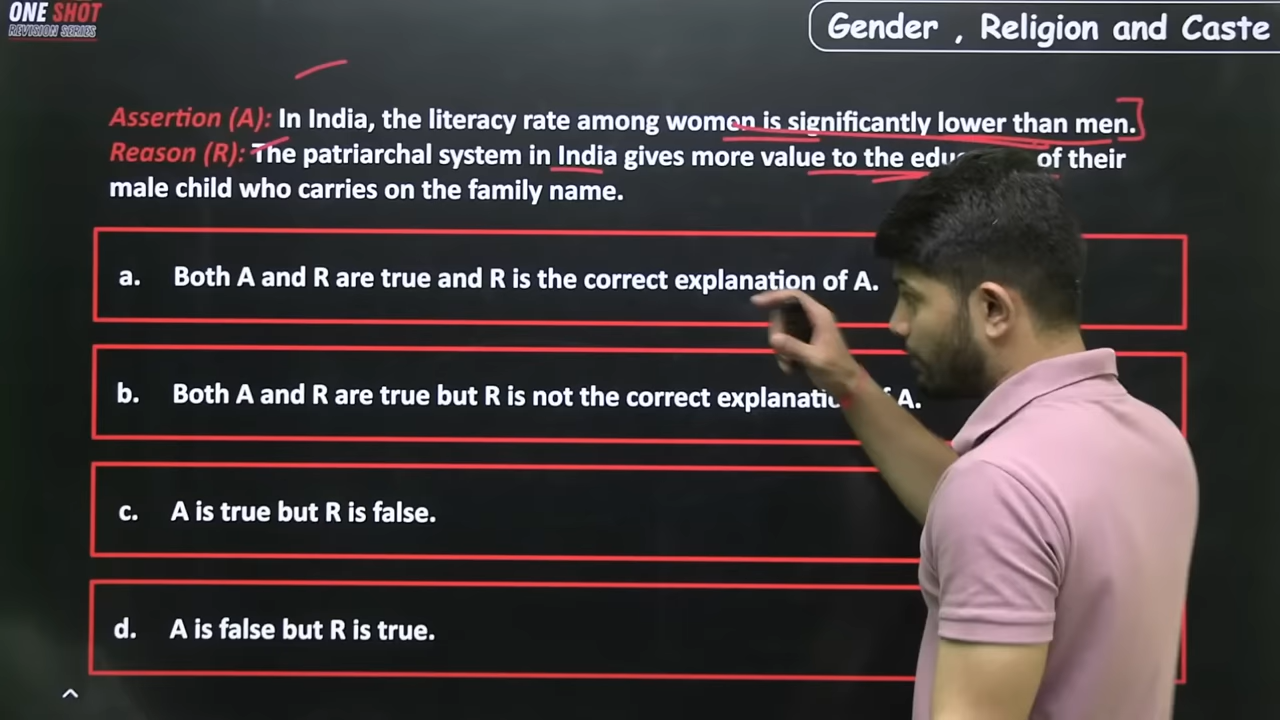 ONE SHOT
REVISION SERIES
Gender , Religion and Caste
Assertion (A): In India, the literacy rate among women is significantly lower than men.
Reason (R): The patriarchal system in India gives more value to the of their
male child who carries on the family name.
a. Both A and R are true and R is the correct explanation of A.
b. Both A and R are true but R is not the correct explanation A.
c. A is true but R is false.
d. A is false but R is true.